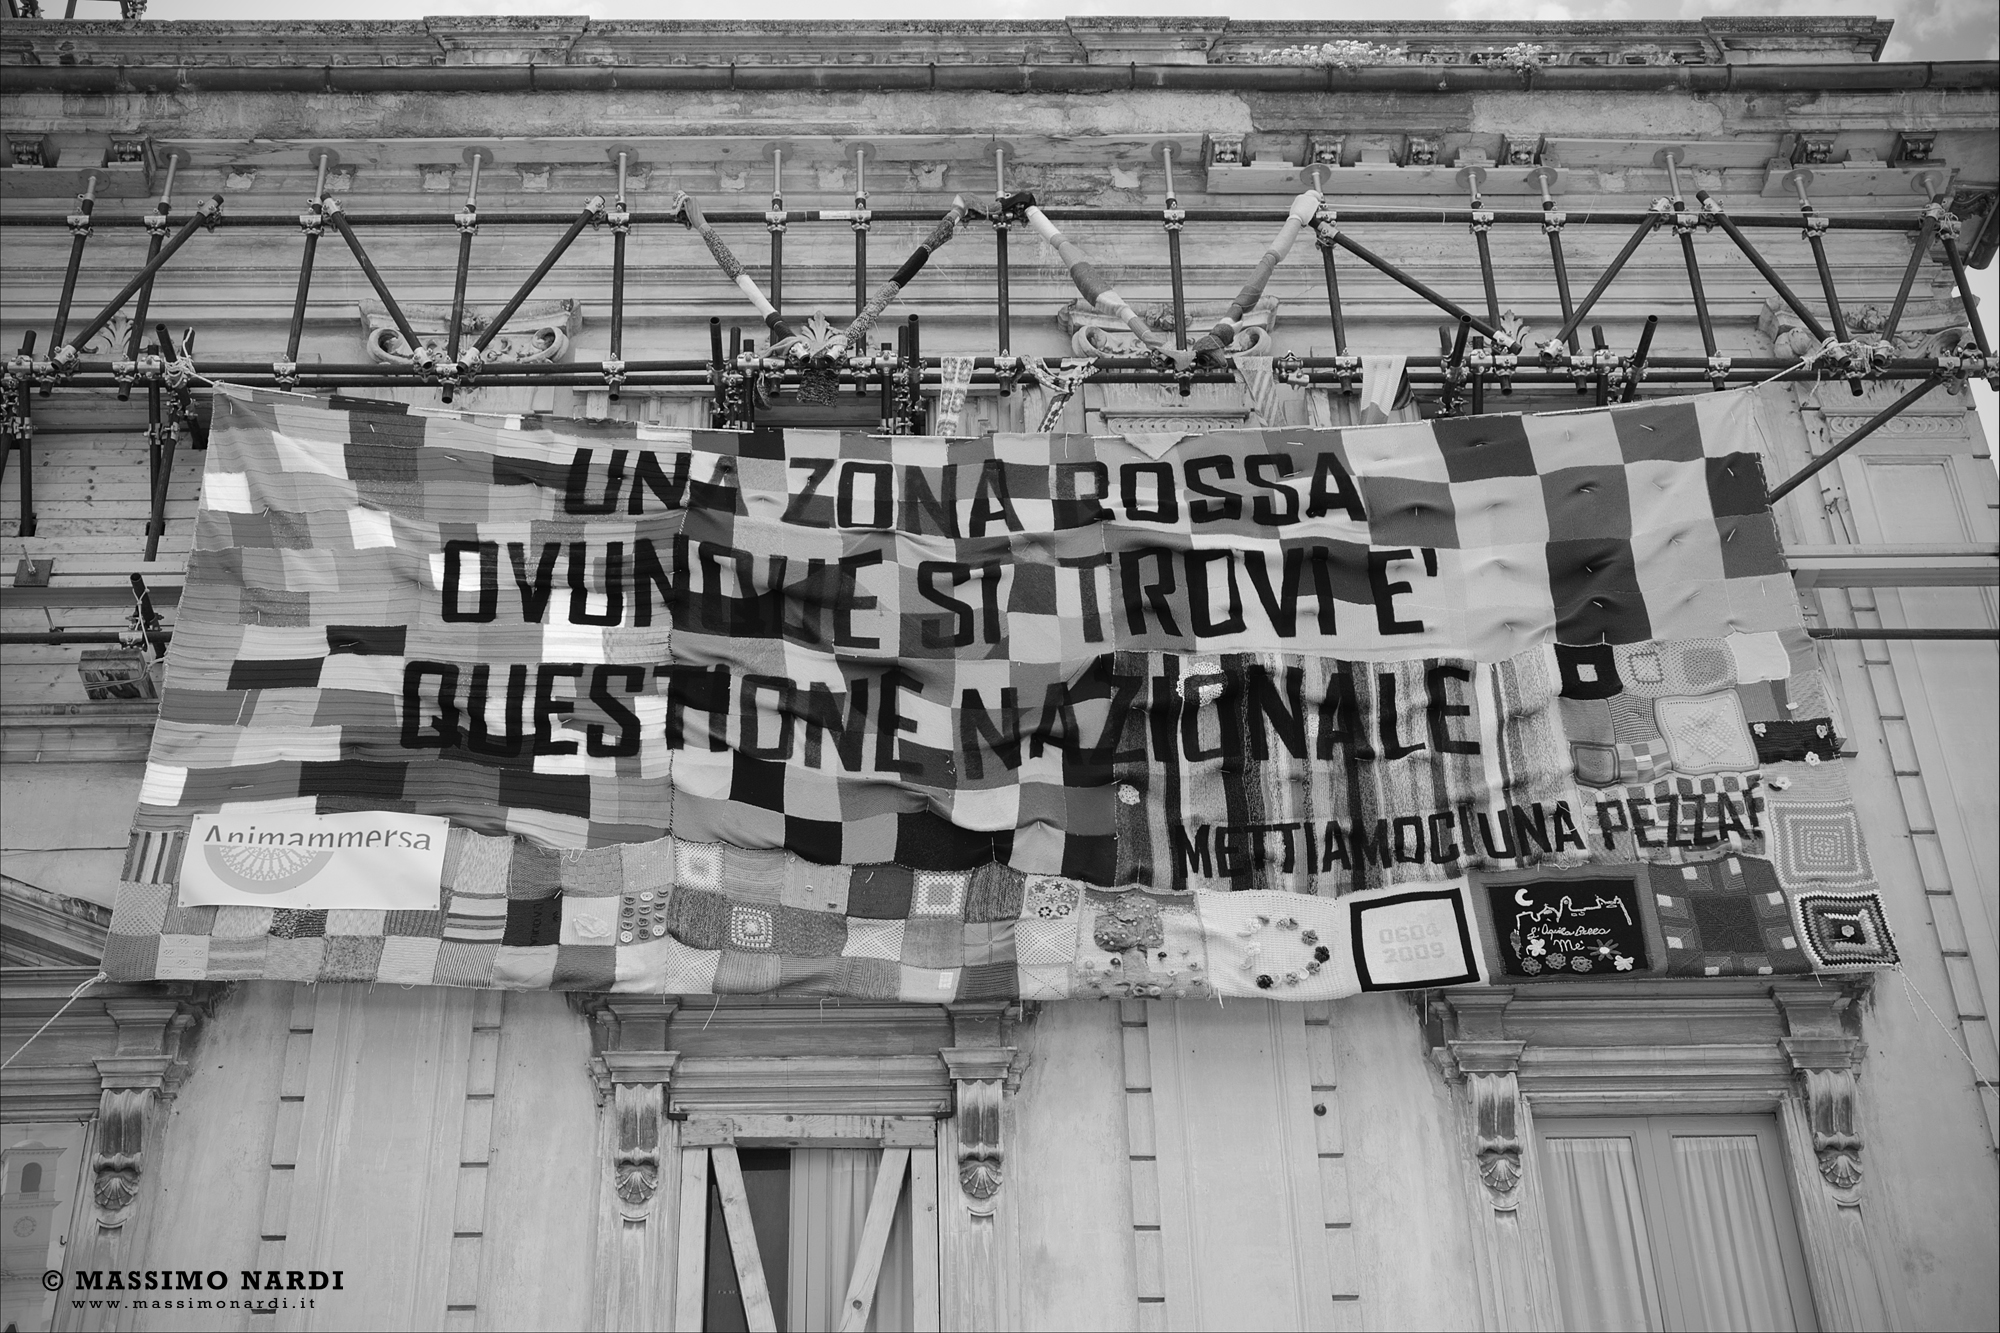 UNA ZONA ROSSA
OVUNQUE SI TROVI E'
QUESTIONE NAZIONALE
METTIAMOCI UNA PEZZA!
Animammersa
0604
2009
L'Aquila Bella
Mè
© MASSIMO NARDI
www.massimonardi.it